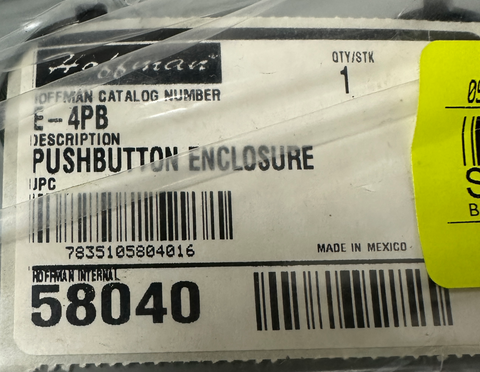 Hoffman
QTY/STK
1
HOFFMAN CATALOG NUMBER
E-4PB
DESCRIPTION
PUSHBUTTON ENCLOSURE
UPC
7835105804016
MADE IN MEXICO
HOFFMAN INTERNAL
58040